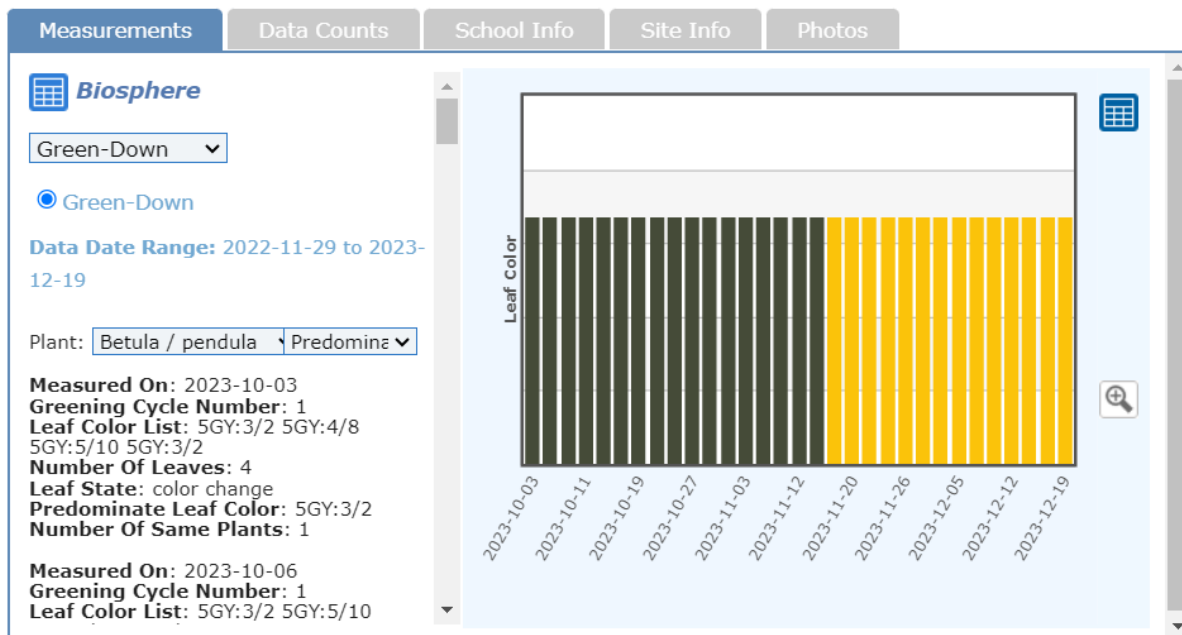 Measurements
Data Counts
School Info
Site Info
Photos
Biosphere
Green-Down
Green-Down
Data Date Range: 2022-11-29 to 2023-
12-19
Plant: Betula / pendula
Measured On: 2023-10-03
Greening Cycle Number: 1
Leaf Color List: 5GY:3/2 5GY:4/8
5GY:5/10 5GY:3/2
Number Of Leaves: 4
Leaf State: color change
Predominate Leaf Color: 5GY:3/2
Number Of Same Plants: 1
Measured On: 2023-10-06
Greening Cycle Number: 1
Leaf Color List: 5GY:3/2 5GY:5/10
Leaf Color
2023-10-03
2023-10-11
2023-10-19
2023-10-27
2023-11-03
2023-11-12
2023-11-20
2023-11-26
2023-12-05
2023-12-12
2023-12-19